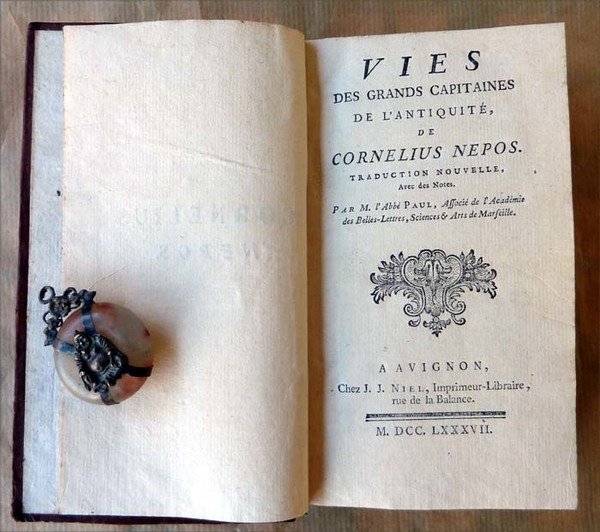 VIES
DES GRANDS CAPITAINES
DE L'ANTIQUITÉ,
DE
CORNELIUS NEPOS.
TRADUCTION NOUVELLE,
Avec des Notes.
PAR M. l'Abbé PAUL, Associé de l'Académie
des Belles-Lettres, Sciences & Arts de Marseille.
A AVIGNON,
Chez J. J. NIEL, Imprimeur-Libraire,
rue de la Balance.
M. DCC. LXXXVII.